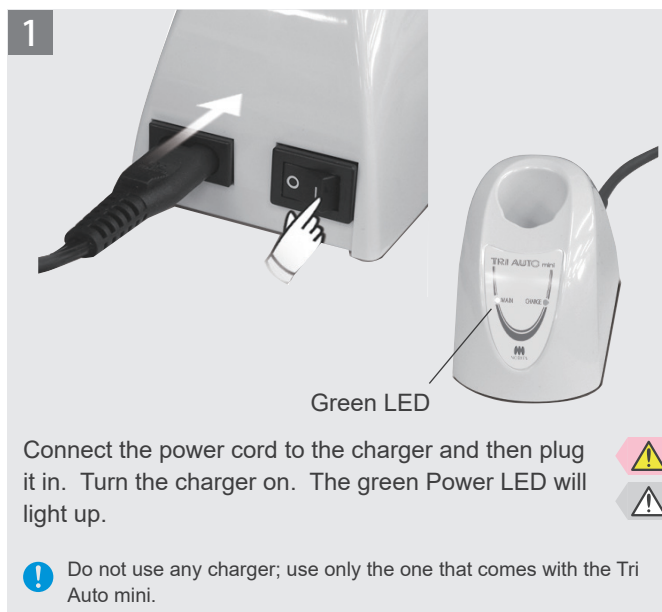 1
TRI AUTO mini
MAIN
Green LED
Connect the power cord to the charger and then plug
it in.  Turn the charger on.  The green Power LED will
light up.
Do not use any charger; use only the one that comes with the Tri
Auto mini.